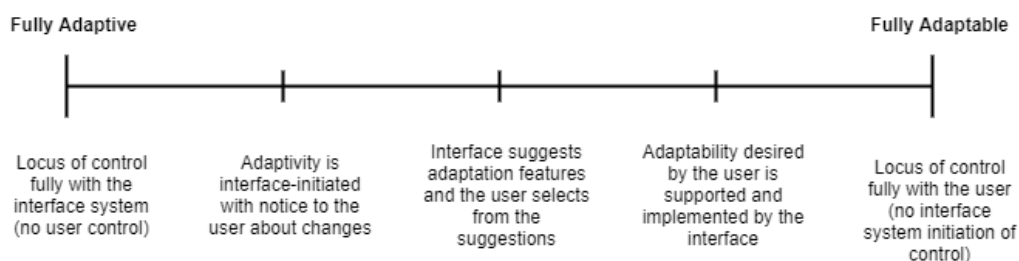 Fully Adaptive
Fully Adaptable
Locus of control
fully with the
interface system
(no user control)
Adaptivity is
interface-initiated
with notice to the
user about changes
Interface suggests
adaptation features
and the user selects
from the
suggestions
Adaptability desired
by the user is
supported and
implemented by the
interface
Locus of control
fully with the user
(no interface
system initiation of
control)